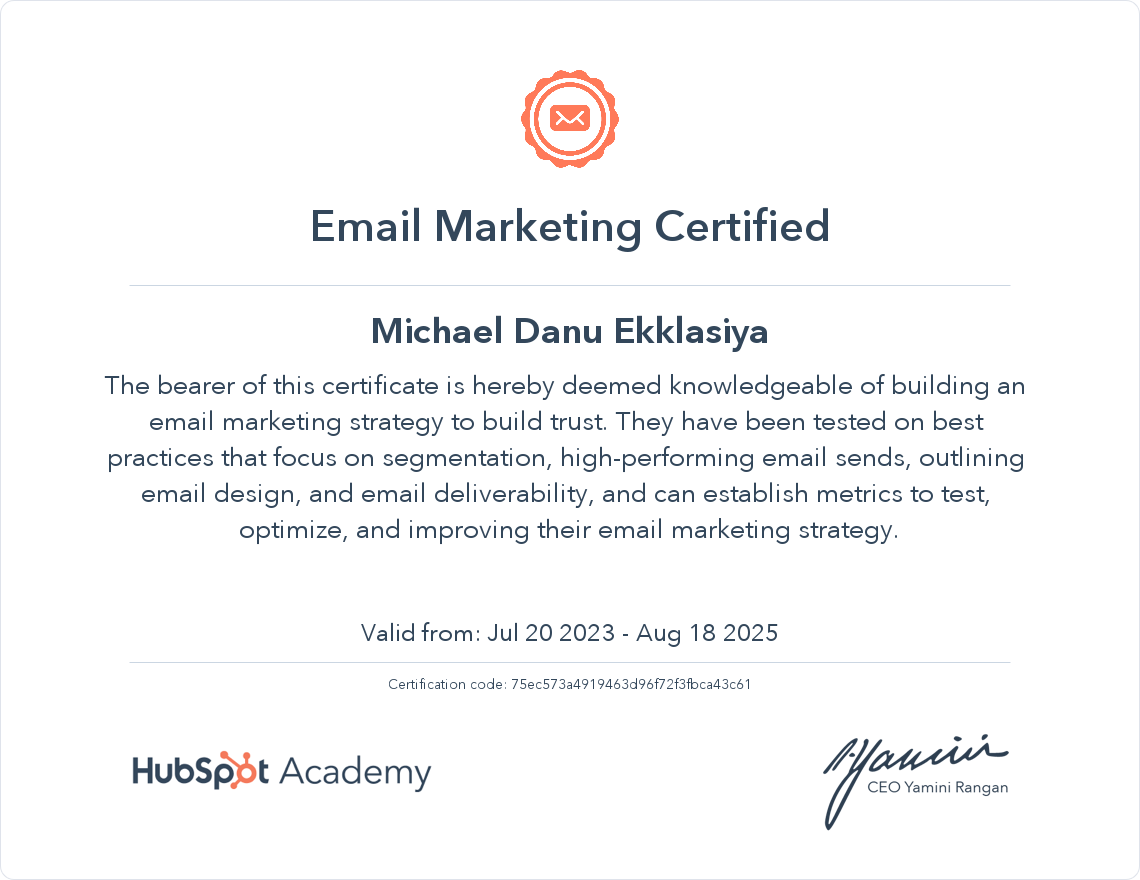 Email Marketing Certified
Michael Danu Ekklasiya
The bearer of this certificate is hereby deemed knowledgeable of building an
email marketing strategy to build trust. They have been tested on best
practices that focus on segmentation, high-performing email sends, outlining
email design, and email deliverability, and can establish metrics to test,
optimize, and improving their email marketing strategy.
Valid from: Jul 20 2023 - Aug 18 2025
Certification code: 75ec573a4919463d96f72f3fbca43c61
HubSpot Academy
Yamini
CEO Yamini Rangan